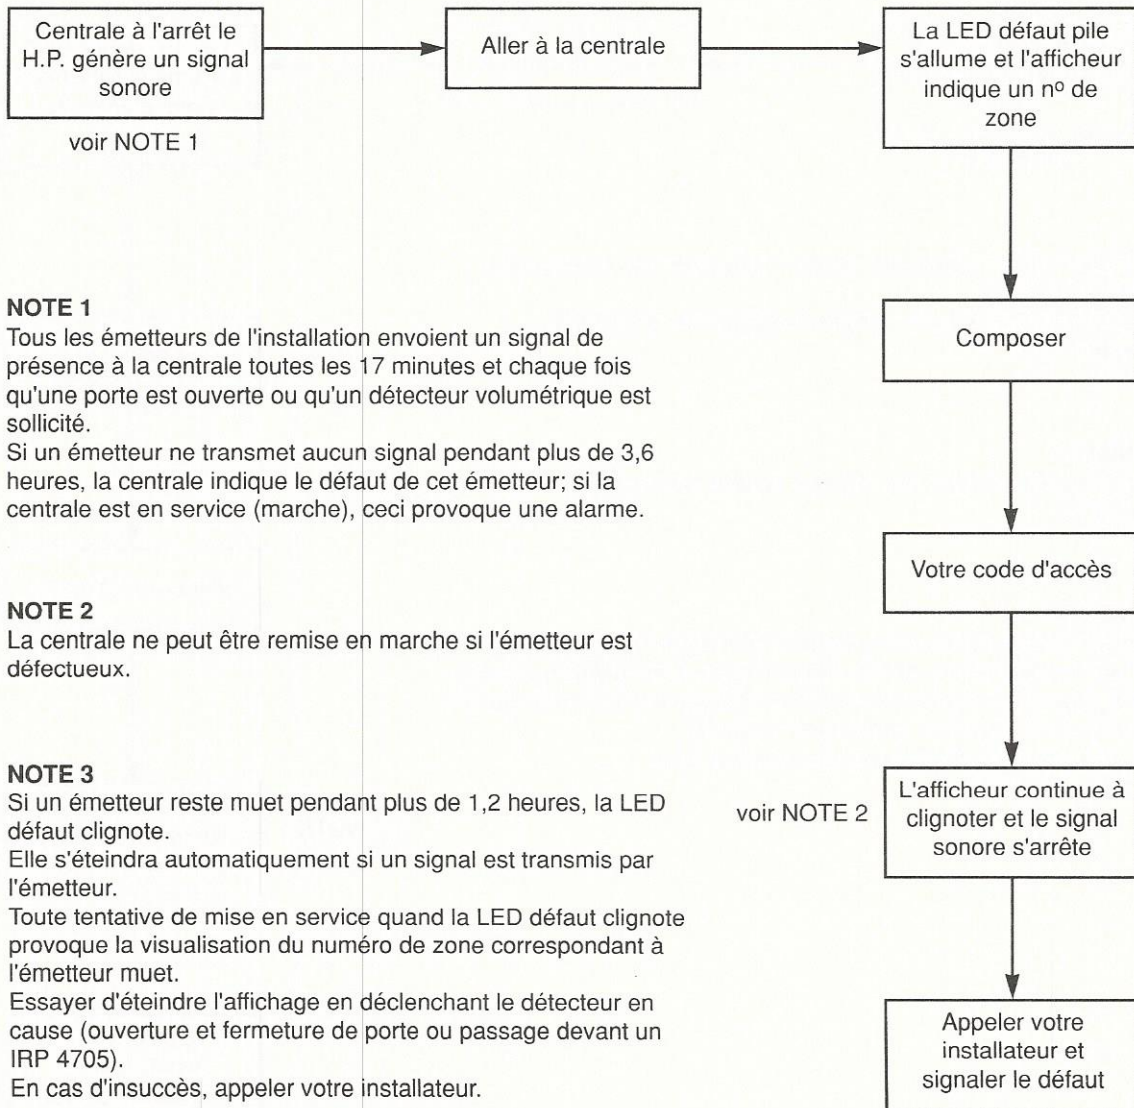 Centrale à l'arrêt le
H.P. génère un signal
sonore
voir NOTE 1
Aller à la centrale
La LED défaut pile
s'allume et l'afficheur
indique un nº de
zone
Composer
Votre code d'accès
voir NOTE 2
L'afficheur continue à
clignoter et le signal
sonore s'arrête
Appeler votre
installateur et
signaler le défaut
NOTE 1
Tous les émetteurs de l'installation envoient un signal de
présence à la centrale toutes les 17 minutes et chaque fois
qu'une porte est ouverte ou qu'un détecteur volumétrique est
sollicité.
Si un émetteur ne transmet aucun signal pendant plus de 3,6
heures, la centrale indique le défaut de cet émetteur; si la
centrale est en service (marche), ceci provoque une alarme.
NOTE 2
La centrale ne peut être remise en marche si l'émetteur est
défectueux.
NOTE 3
Si un émetteur reste muet pendant plus de 1,2 heures, la LED
défaut clignote.
Elle s'éteindra automatiquement si un signal est transmis par
l'émetteur.
Toute tentative de mise en service quand la LED défaut clignote
provoque la visualisation du numéro de zone correspondant à
l'émetteur muet.
Essayer d'éteindre l'affichage en déclenchant le détecteur en
cause (ouverture et fermeture de porte ou passage devant un
IRP 4705).
En cas d'insuccès, appeler votre installateur.